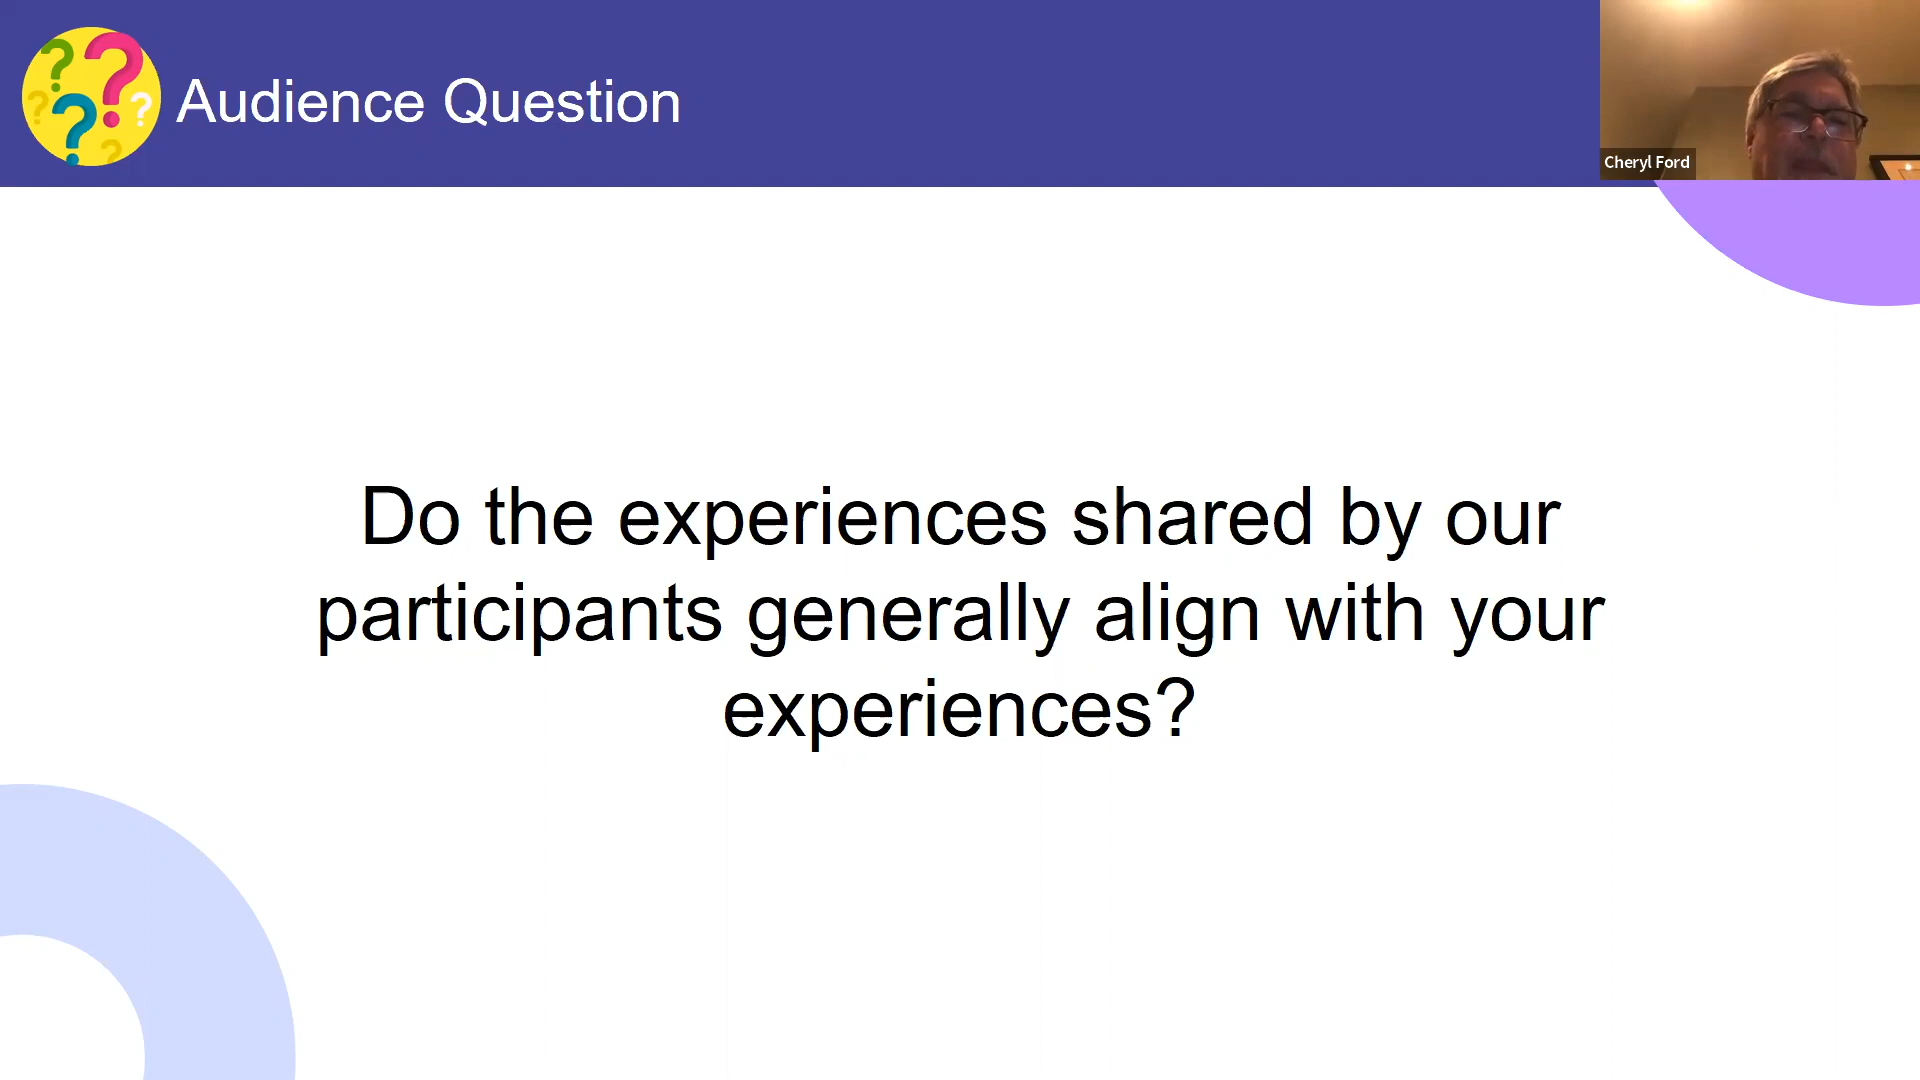 Audience Question
Cheryl Ford
Do the experiences shared by our
participants generally align with your
experiences?